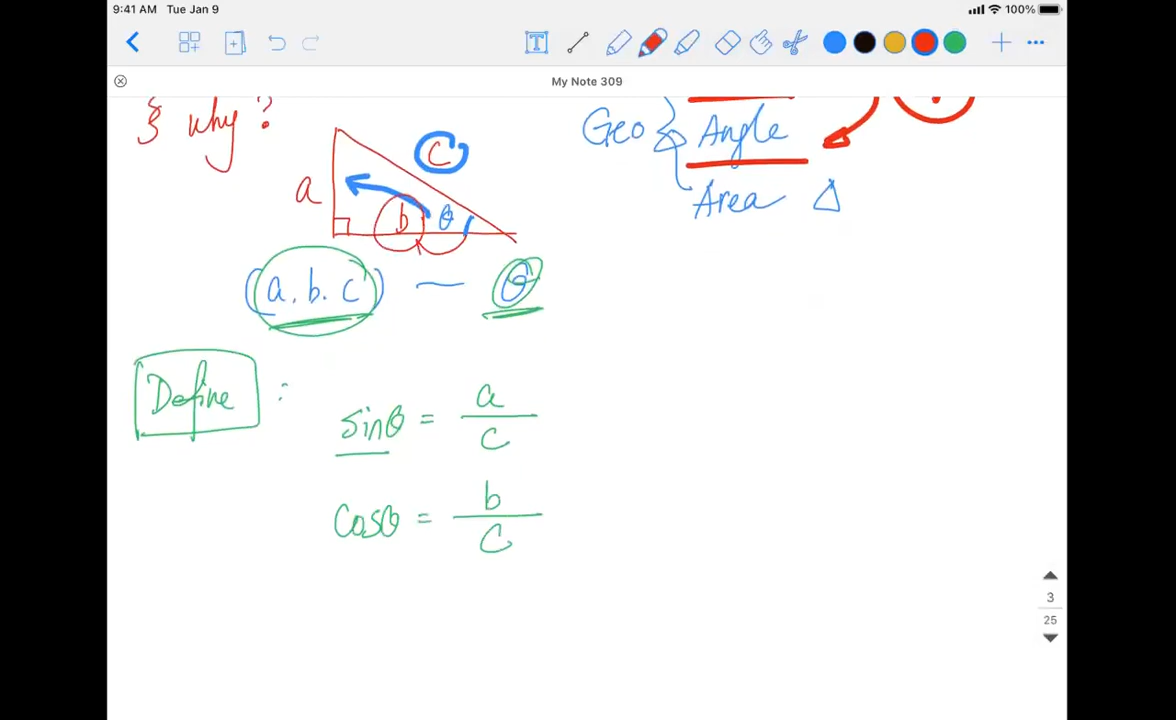 9:41 AM Tue Jan 9
100%
T
My Note 309
§ why?
a
b
θ
c
Geo
Angle
Area Δ
(a, b, c) ~ θ
Define :
sinθ = a/c
cosθ = b/c
3
25